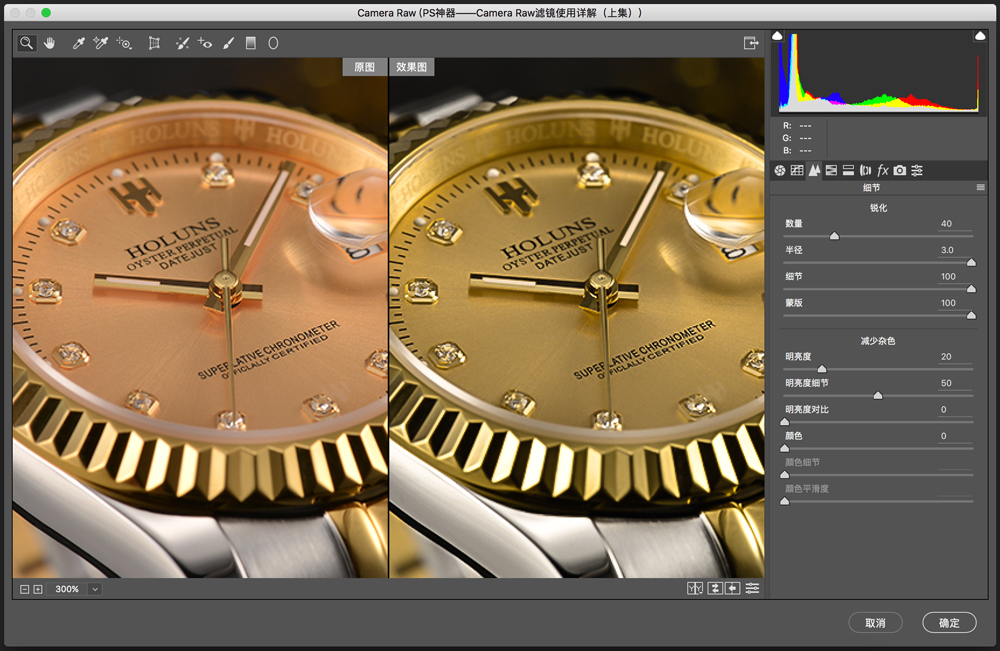 Camera Raw (PS神器——Camera Raw滤镜使用详解（上集）)
原图
效果图
HOLUNS
HOLUNS
HOLUNS
HOLUNS
OYSTER PERPETUAL
DATEJUST
SUPERLATIVE CHRONOMETER
OFFICIALLY CERTIFIED
HOLUNS
OYSTER PERPETUAL
DATEJUST
SUPERLATIVE CHRONOMETER
OFFICIALLY CERTIFIED
R: ---
G: ---
B: ---
fx
细节
锐化
数量 40
半径 3.0
细节 100
蒙版 100
减少杂色
明亮度 20
明亮度细节 50
明亮度对比 0
颜色 0
颜色细节
颜色平滑度
300%
Y Y
取消
确定